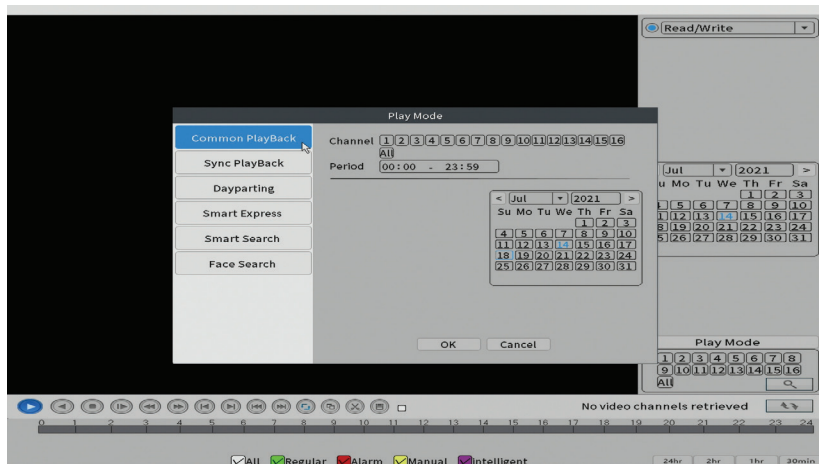 Read/Write
Play Mode
Common PlayBack
Sync PlayBack
Dayparting
Smart Express
Smart Search
Face Search
Channel 1 2 3 4 5 6 7 8 9 10 11 12 13 14 15 16
All
Period 00:00 - 23:59
< Jul 2021 >
Su Mo Tu We Th Fr Sa
1 2 3
4 5 6 7 8 9 10
11 12 13 14 15 16 17
18 19 20 21 22 23 24
25 26 27 28 29 30 31
OK Cancel
Jul 2021 >
u Mo Tu We Th Fr Sa
1 2 3
5 6 7 8 9 10
1 12 13 14 15 16 17
8 19 20 21 22 23 24
5 26 27 28 29 30 31
Play Mode
1 2 3 4 5 6 7 8
9 10 11 12 13 14 15 16
All
No video channels retrieved
0 1 2 3 4 5 6 7 8 9 10 11 12 13 14 15 16 17 18 19 20 21 22 23 24
All Regular Alarm Manual Intelligent
24hr 2hr 1hr 30min